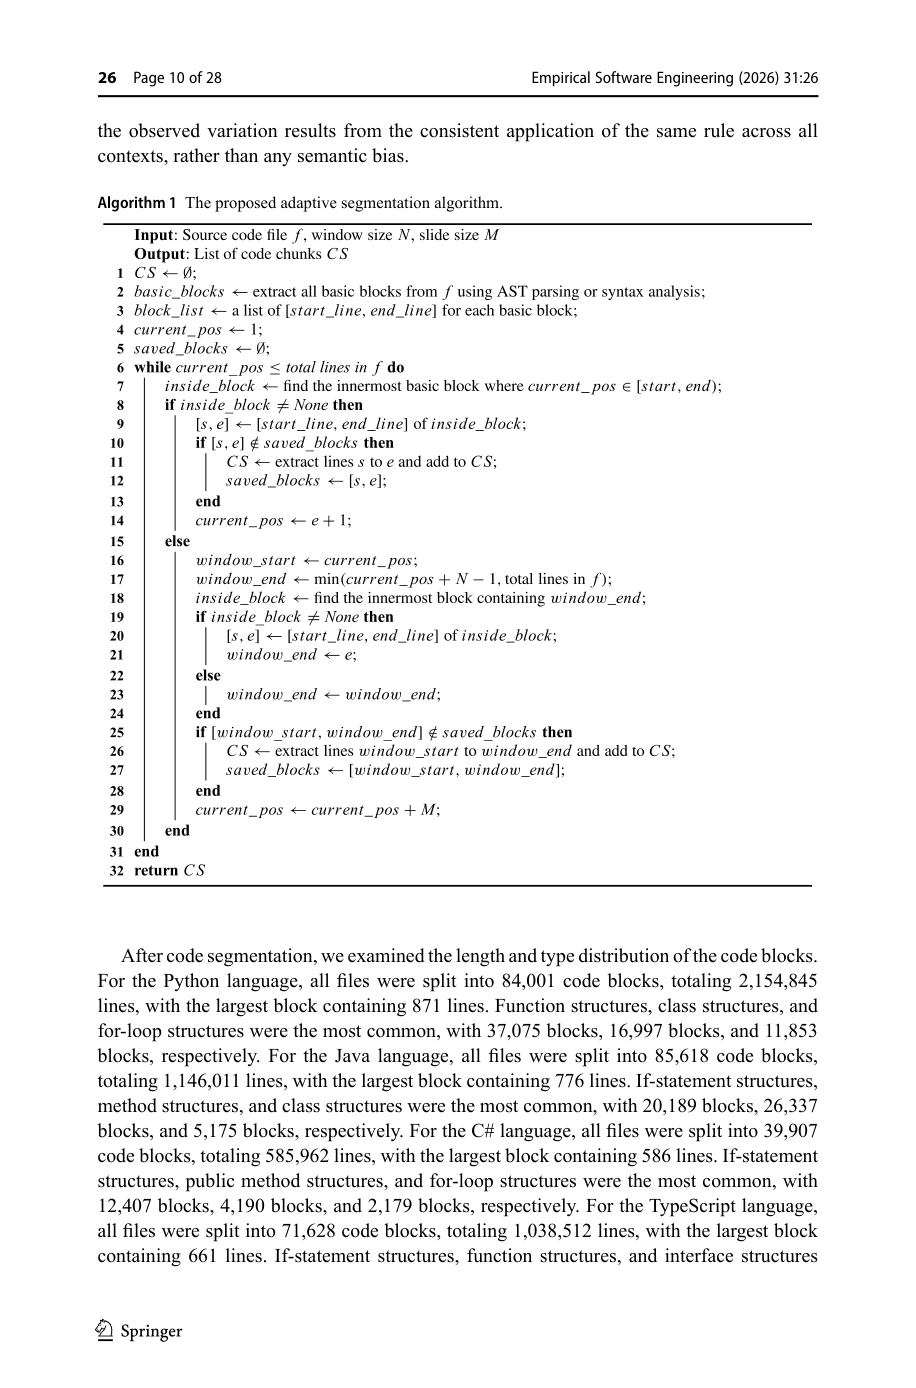 26 Page 10 of 28 Empirical Software Engineering (2026) 31:26
the observed variation results from the consistent application of the same rule across all
contexts, rather than any semantic bias.
Algorithm 1 The proposed adaptive segmentation algorithm.
Input: Source code file f, window size N, slide size M
Output: List of code chunks CS
1 CS ← ∅;
2 basic_blocks ← extract all basic blocks from f using AST parsing or syntax analysis;
3 block_list ← a list of [start_line, end_line] for each basic block;
4 current_pos ← 1;
5 saved_blocks ← ∅;
6 while current_pos ≤ total lines in f do
7 inside_block ← find the innermost basic block where current_pos ∈ [start, end);
8 if inside_block ≠ None then
9 [s, e] ← [start_line, end_line] of inside_block;
10 if [s, e] ∉ saved_blocks then
11 CS ← extract lines s to e and add to CS;
12 saved_blocks ← [s, e];
13 end
14 current_pos ← e + 1;
15 else
16 window_start ← current_pos;
17 window_end ← min(current_pos + N − 1, total lines in f);
18 inside_block ← find the innermost block containing window_end;
19 if inside_block ≠ None then
20 [s, e] ← [start_line, end_line] of inside_block;
21 window_end ← e;
22 else
23 window_end ← window_end;
24 end
25 if [window_start, window_end] ∉ saved_blocks then
26 CS ← extract lines window_start to window_end and add to CS;
27 saved_blocks ← [window_start, window_end];
28 end
29 current_pos ← current_pos + M;
30 end
31 end
32 return CS
After code segmentation, we examined the length and type distribution of the code blocks.
For the Python language, all files were split into 84,001 code blocks, totaling 2,154,845
lines, with the largest block containing 871 lines. Function structures, class structures, and
for-loop structures were the most common, with 37,075 blocks, 16,997 blocks, and 11,853
blocks, respectively. For the Java language, all files were split into 85,618 code blocks,
totaling 1,146,011 lines, with the largest block containing 776 lines. If-statement structures,
method structures, and class structures were the most common, with 20,189 blocks, 26,337
blocks, and 5,175 blocks, respectively. For the C# language, all files were split into 39,907
code blocks, totaling 585,962 lines, with the largest block containing 586 lines. If-statement
structures, public method structures, and for-loop structures were the most common, with
12,407 blocks, 4,190 blocks, and 2,179 blocks, respectively. For the TypeScript language,
all files were split into 71,628 code blocks, totaling 1,038,512 lines, with the largest block
containing 661 lines. If-statement structures, function structures, and interface structures
Springer